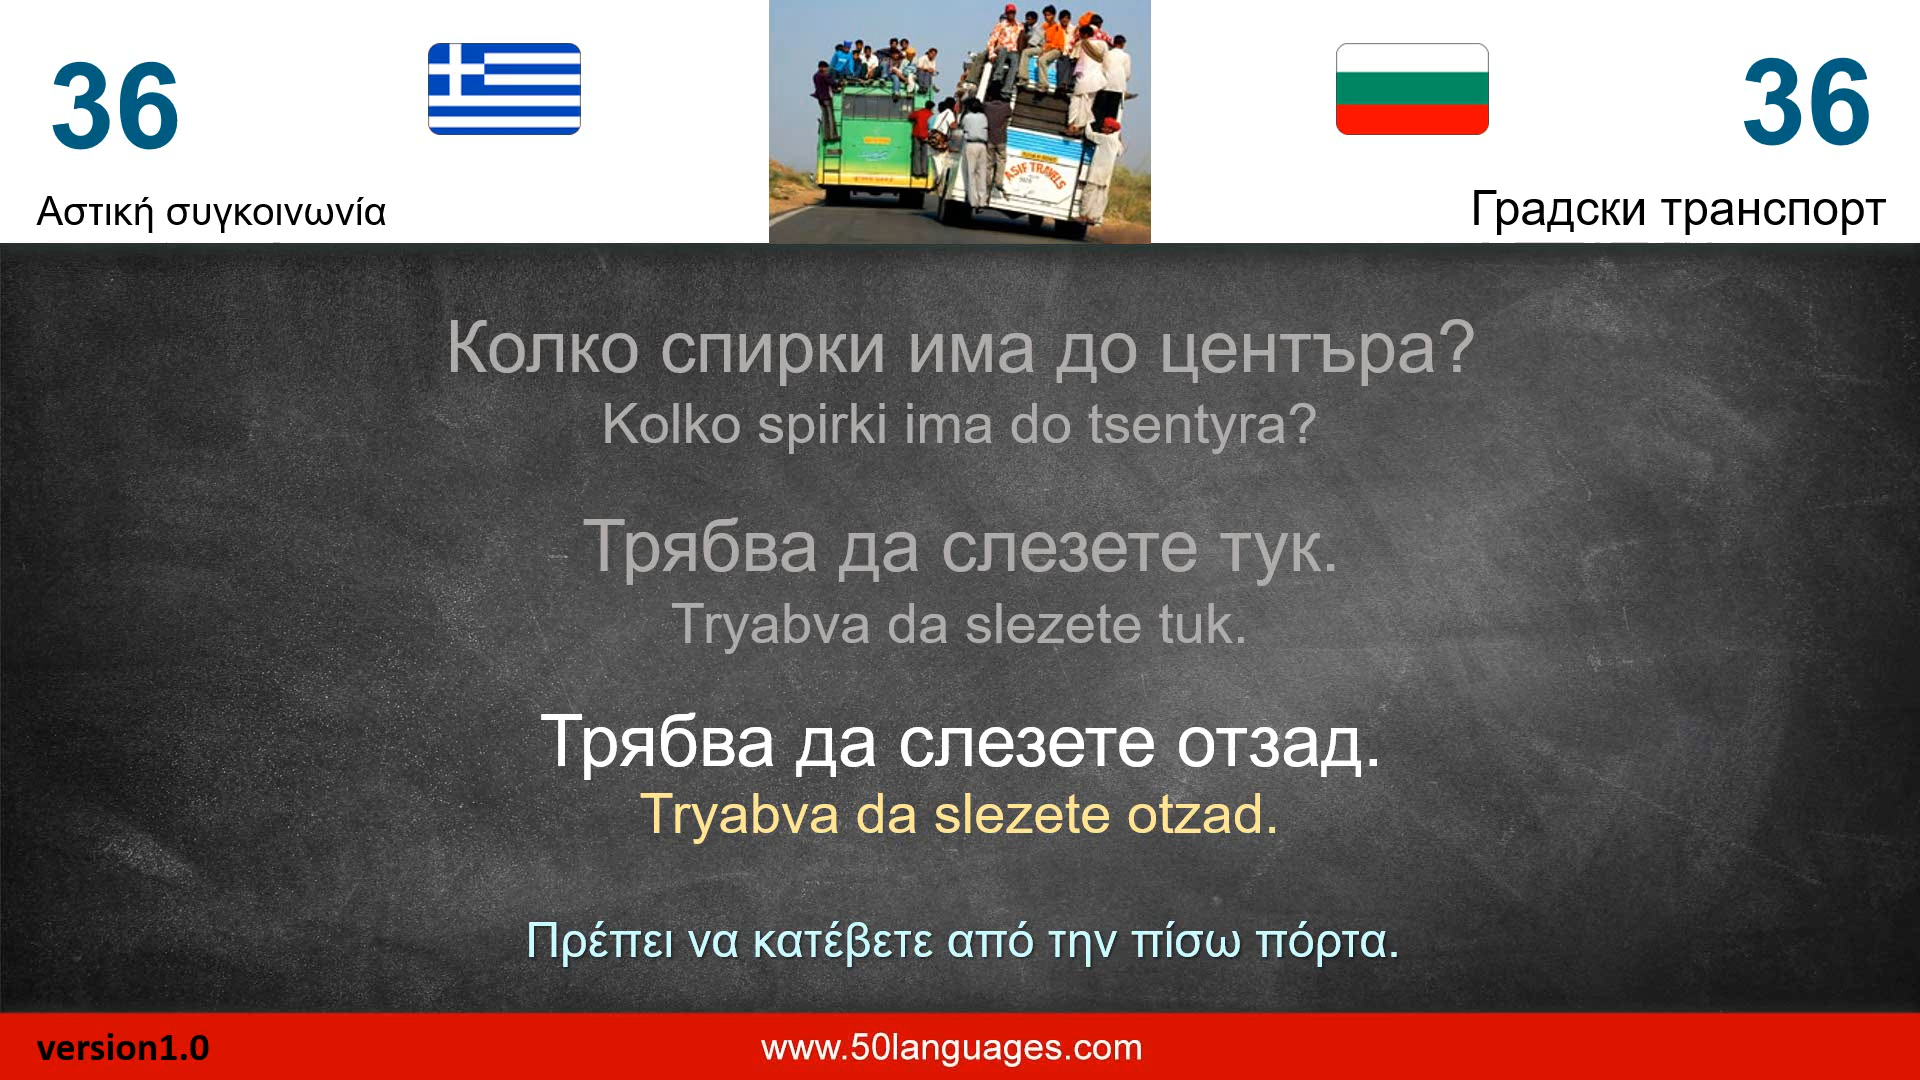 36
36
Αστική συγκοινωνία
Градски транспорт
ASIF TRAVELS
Колко спирки има до центъра?
Kolko spirki ima do tsentyra?
Трябва да слезете тук.
Tryabva da slezete tuk.
Трябва да слезете отзад.
Tryabva da slezete otzad.
Πρέπει να κατέβετε από την πίσω πόρτα.
version1.0
www.50languages.com